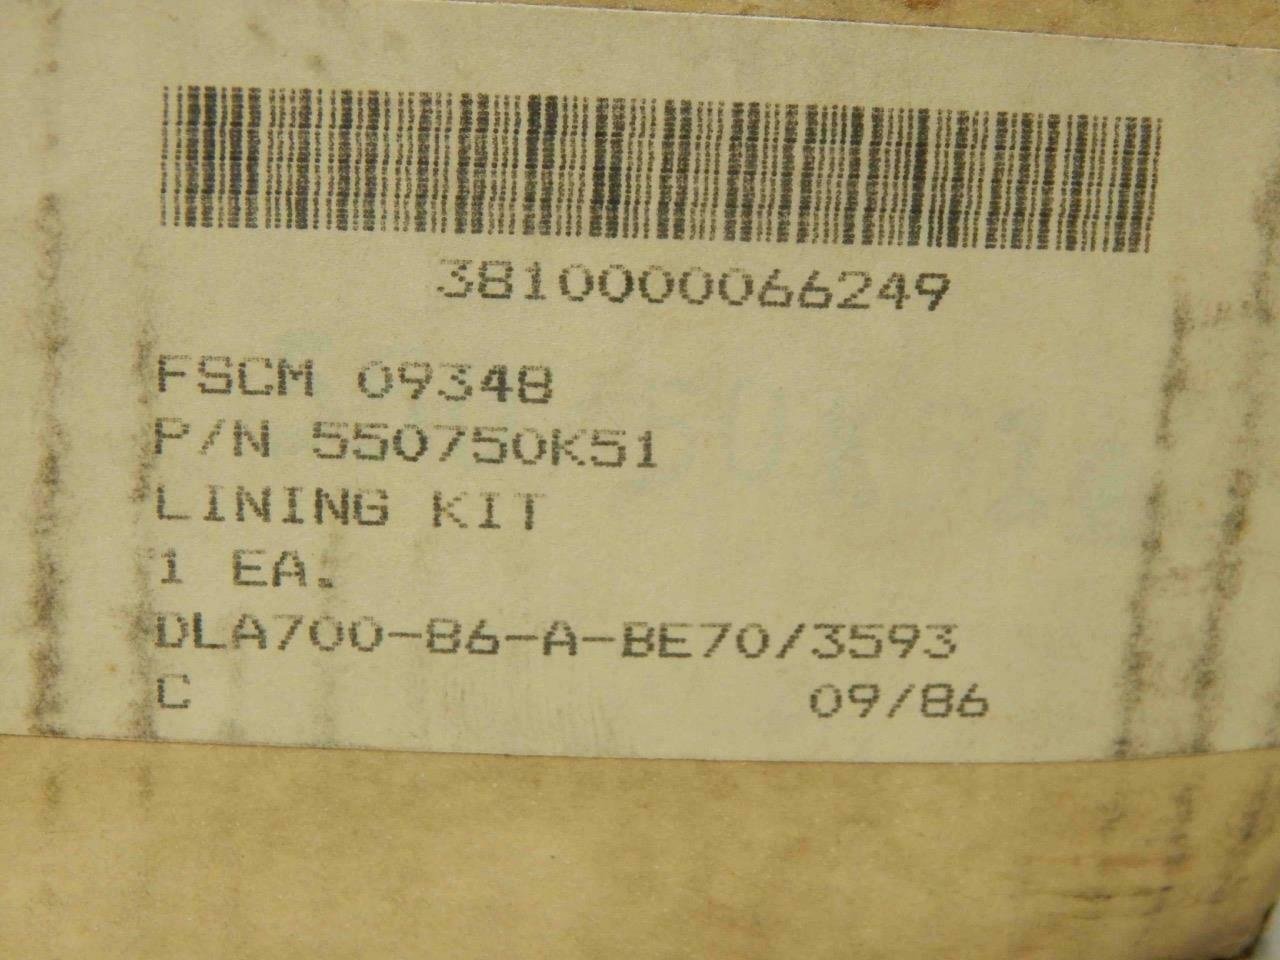 3810000066249
FSCM 09348
P/N 550750K51
LINING KIT
1 EA.
DLA700-86-A-BE70/3593
C 09/86